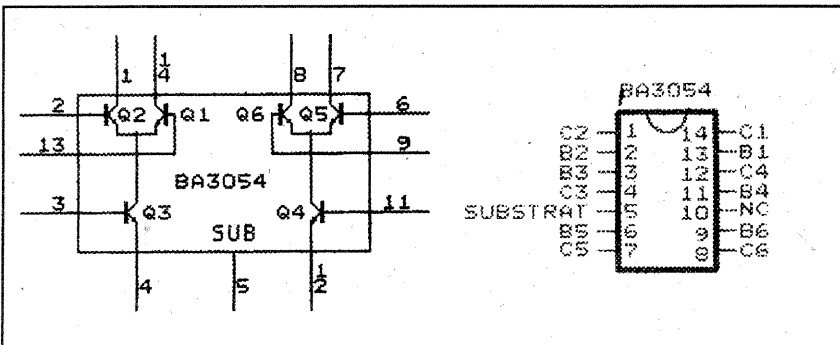 1 14 8 7
2 Q2 Q1 Q6 Q5 6
13 9
BA3054
3 Q3 Q4 11
SUB
4 5 12
BA3054
C2 1 14 C1
B2 2 13 B1
B3 3 12 C4
C3 4 11 B4
SUBSTRAT 5 10 NC
B5 6 9 B6
C5 7 8 C6